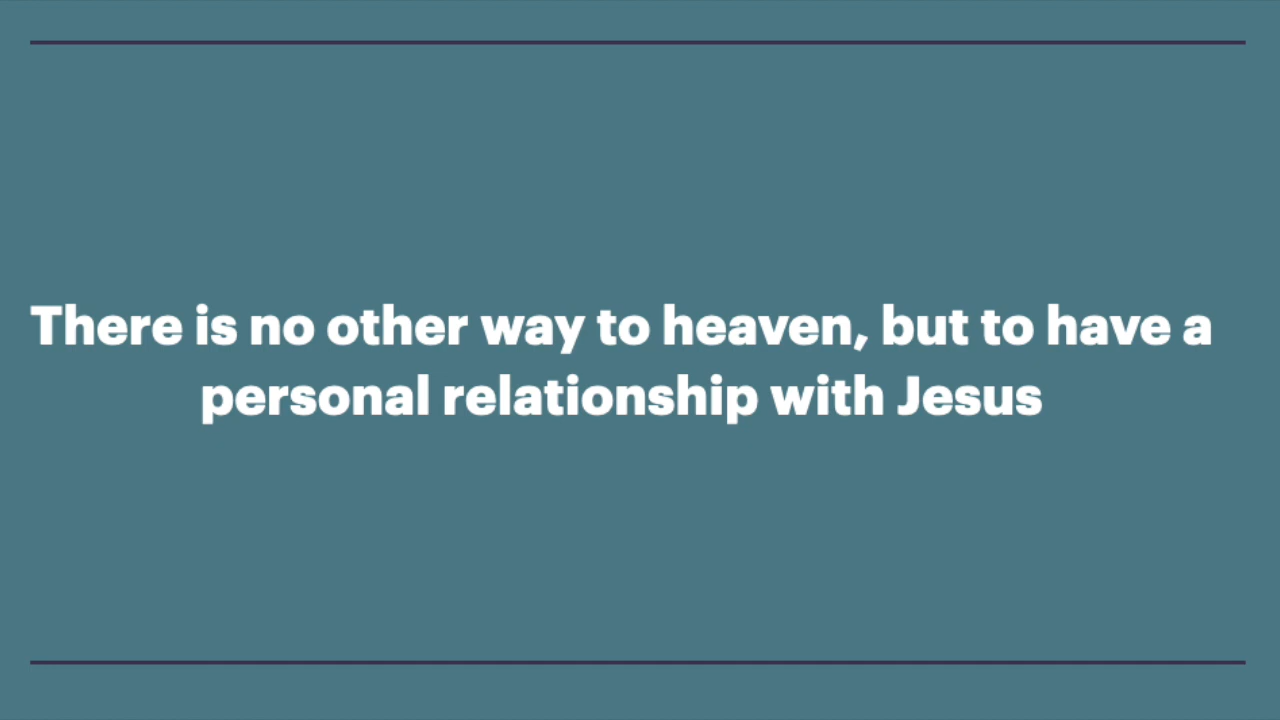 There is no other way to heaven, but to have a
personal relationship with Jesus